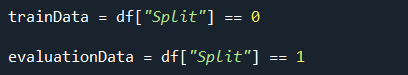 trainData = df["Split"] == 0
evaluationData = df["Split"] == 1